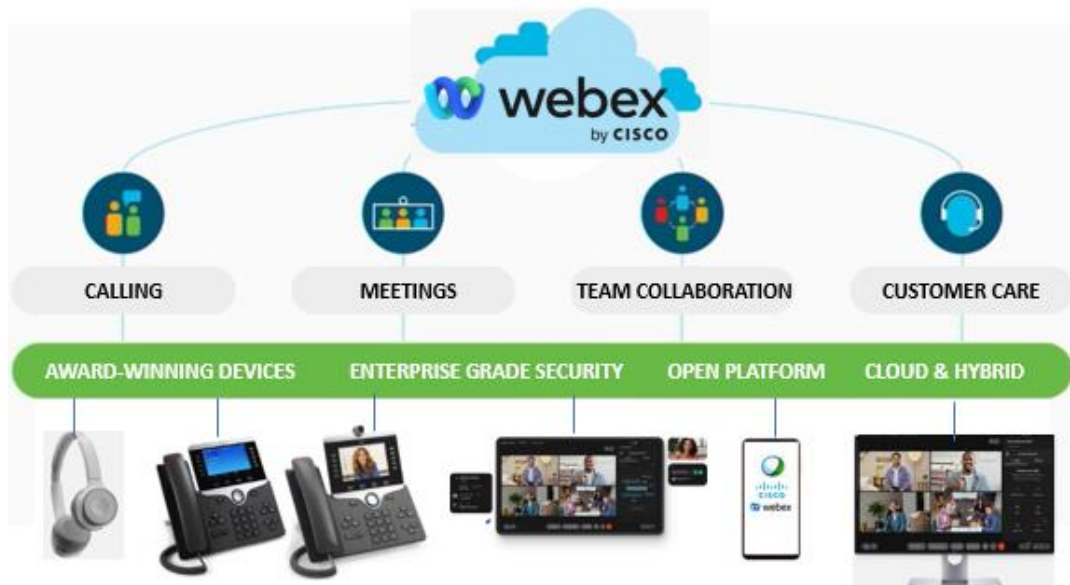 webex
by CISCO
CALLING
MEETINGS
TEAM COLLABORATION
CUSTOMER CARE
AWARD-WINNING DEVICES
ENTERPRISE GRADE SECURITY
OPEN PLATFORM
CLOUD & HYBRID
CISCO
webex